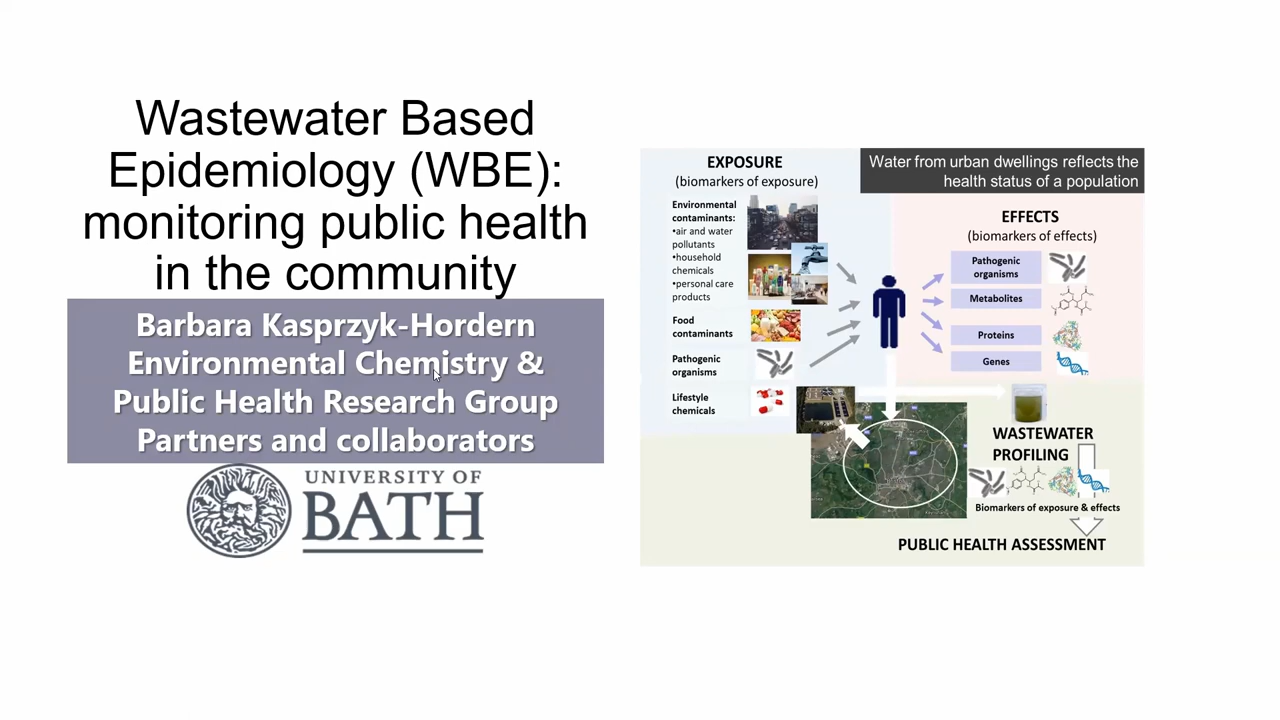 Wastewater Based
Epidemiology (WBE):
monitoring public health
in the community
Barbara Kasprzyk-Hordern
Environmental Chemistry &
Public Health Research Group
Partners and collaborators
UNIVERSITY OF
BATH
EXPOSURE
(biomarkers of exposure)
Environmental
contaminants:
•air and water
pollutants
•household
chemicals
•personal care
products
Food
contaminants
Pathogenic
organisms
Lifestyle
chemicals
Water from urban dwellings reflects the
health status of a population
EFFECTS
(biomarkers of effects)
Pathogenic
organisms
Metabolites
Proteins
Genes
WASTEWATER
PROFILING
Biomarkers of exposure & effects
PUBLIC HEALTH ASSESSMENT